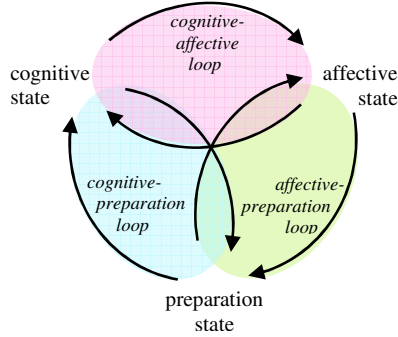 cognitive-
affective
loop
cognitive
state
affective
state
cognitive-
preparation
loop
affective-
preparation
loop
preparation
state